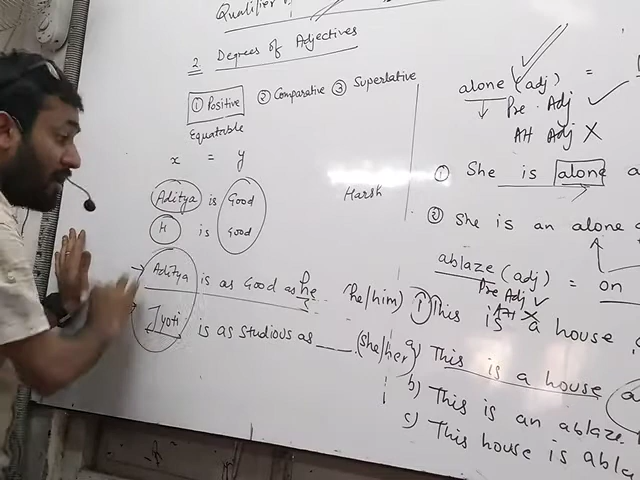 Qualifier
2 Degrees of Adjectives
① Positive ② Comparative ③ Superlative
Equatable
x = y
Aditya is Good
H is Good
Harsh
→ Aditya is as Good as he (he/him)
Jyoti is as studious as ____ (she/her)
alone (adj) =
Pre. Adj ✓
Att Adj X
① She is alone
② She is an alone
ablaze (adj) = on
Pre Adj ✓
Att X
① This is a house
a) This is a house
b) This is an ablaze
c) This house is